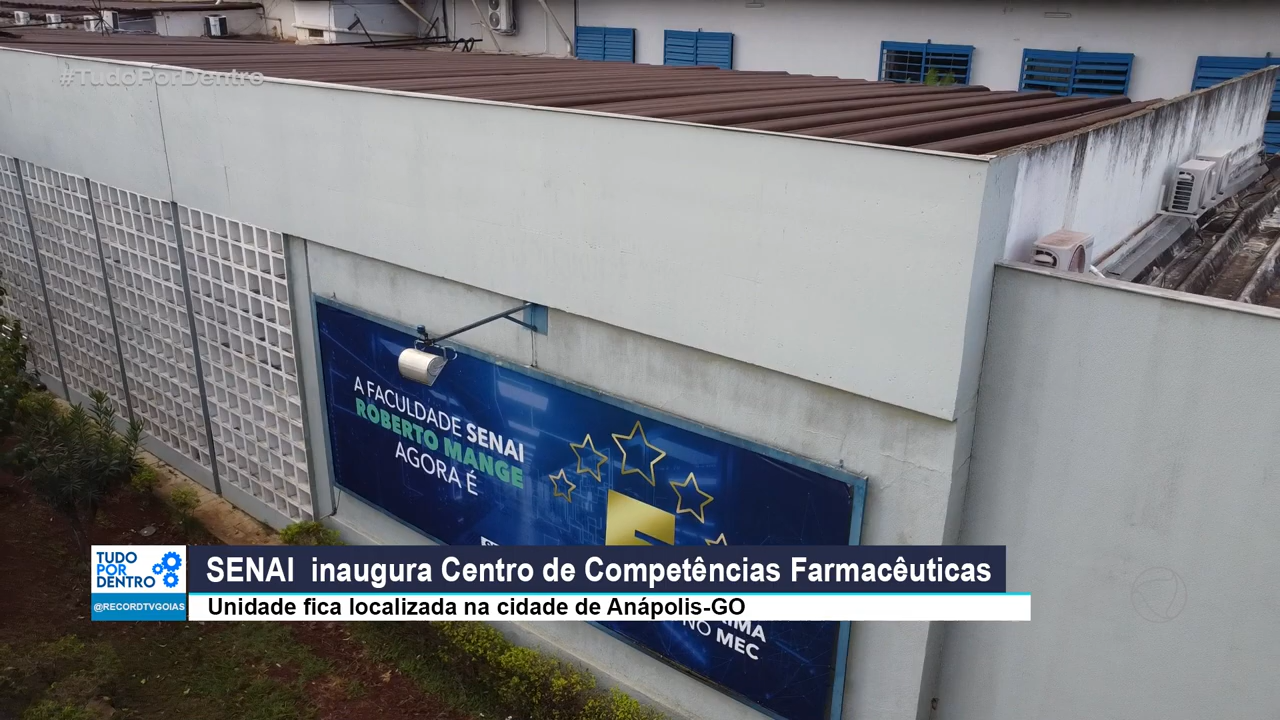 #TudoPorDentro
A FACULDADE SENAI
ROBERTO MANGE
AGORA É
5
NO MEC
TUDO
POR
DENTRO
@RECORDTVGOIAS
SENAI inaugura Centro de Competências Farmacêuticas
Unidade fica localizada na cidade de Anápolis-GO